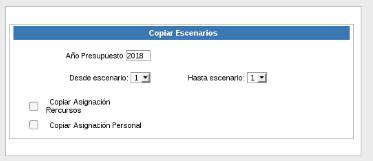 Copiar Escenarios
Año Presupuesto 2018
Desde escenario: 1 Hasta escenario: 1
Copiar Asignación
Rercursos
Copiar Asignación Personal